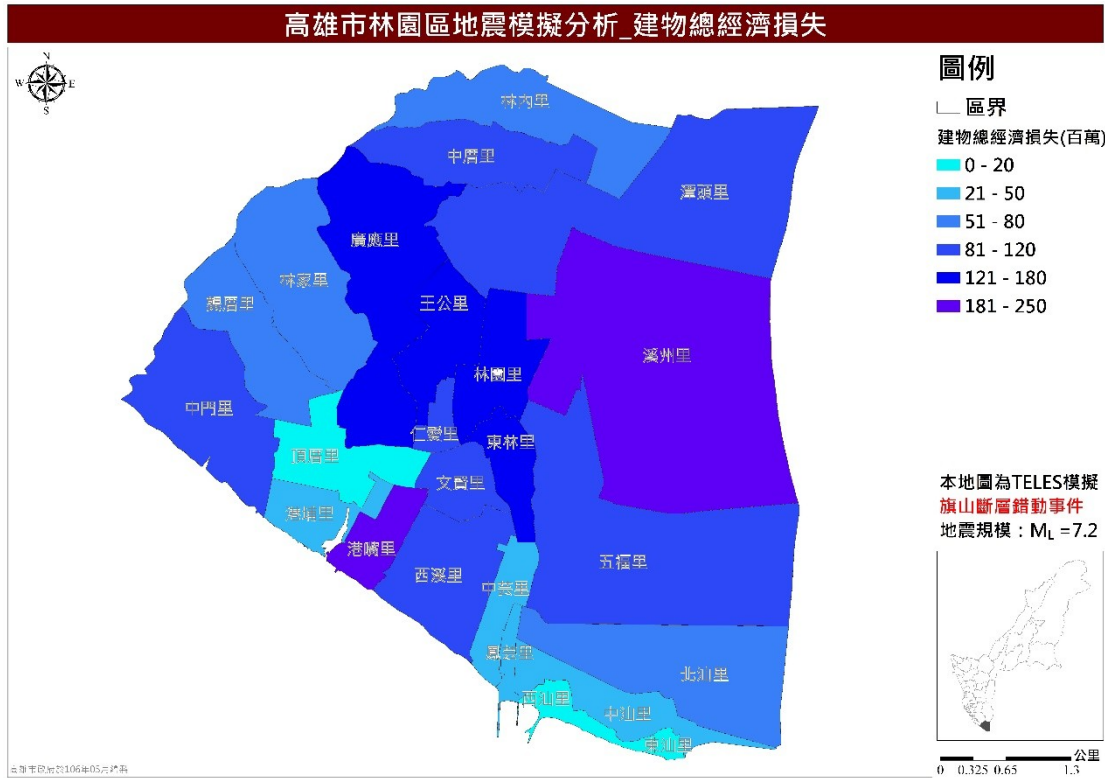 高雄市林園區地震模擬分析_建物總經濟損失
N
W
E
S
圖例
區界
建物總經濟損失(百萬)
0 - 20
21 - 50
51 - 80
81 - 120
121 - 180
181 - 250
林內里
中厝里
潭頭里
廣應里
林家里
王公里
溪州里
林園里
中門里
仁愛里
東林里
頂厝里
文賢里
港嘴里
西溪里
五福里
中芸里
鳳芸里
北汕里
西汕里
中汕里
東汕里
本地圖為TELES模擬
旗山斷層錯動事件
地震規模：ML =7.2
公里
0 0.325 0.65 1.3